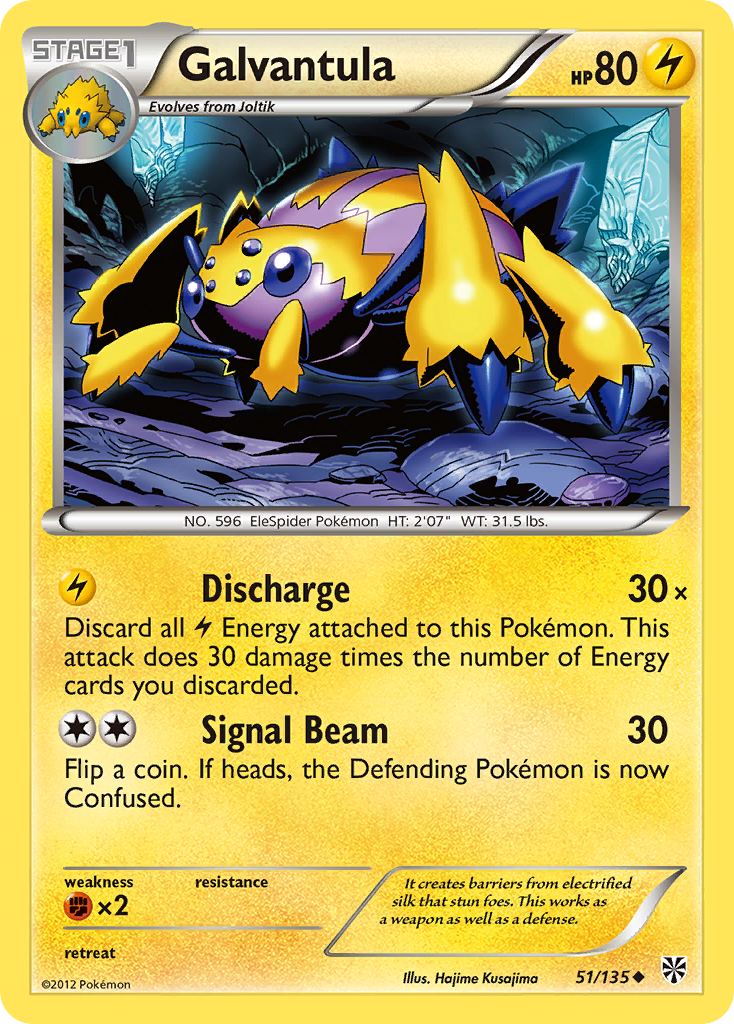 STAGE1
Galvantula
HP80
Evolves from Joltik
NO. 596 EleSpider Pokémon HT: 2'07" WT: 31.5 lbs.
Discharge 30×
Discard all Energy attached to this Pokémon. This
attack does 30 damage times the number of Energy
cards you discarded.
Signal Beam 30
Flip a coin. If heads, the Defending Pokémon is now
Confused.
weakness resistance
×2
It creates barriers from electrified
silk that stun foes. This works as
a weapon as well as a defense.
retreat
©2012 Pokémon
Illus. Hajime Kusajima
51/135